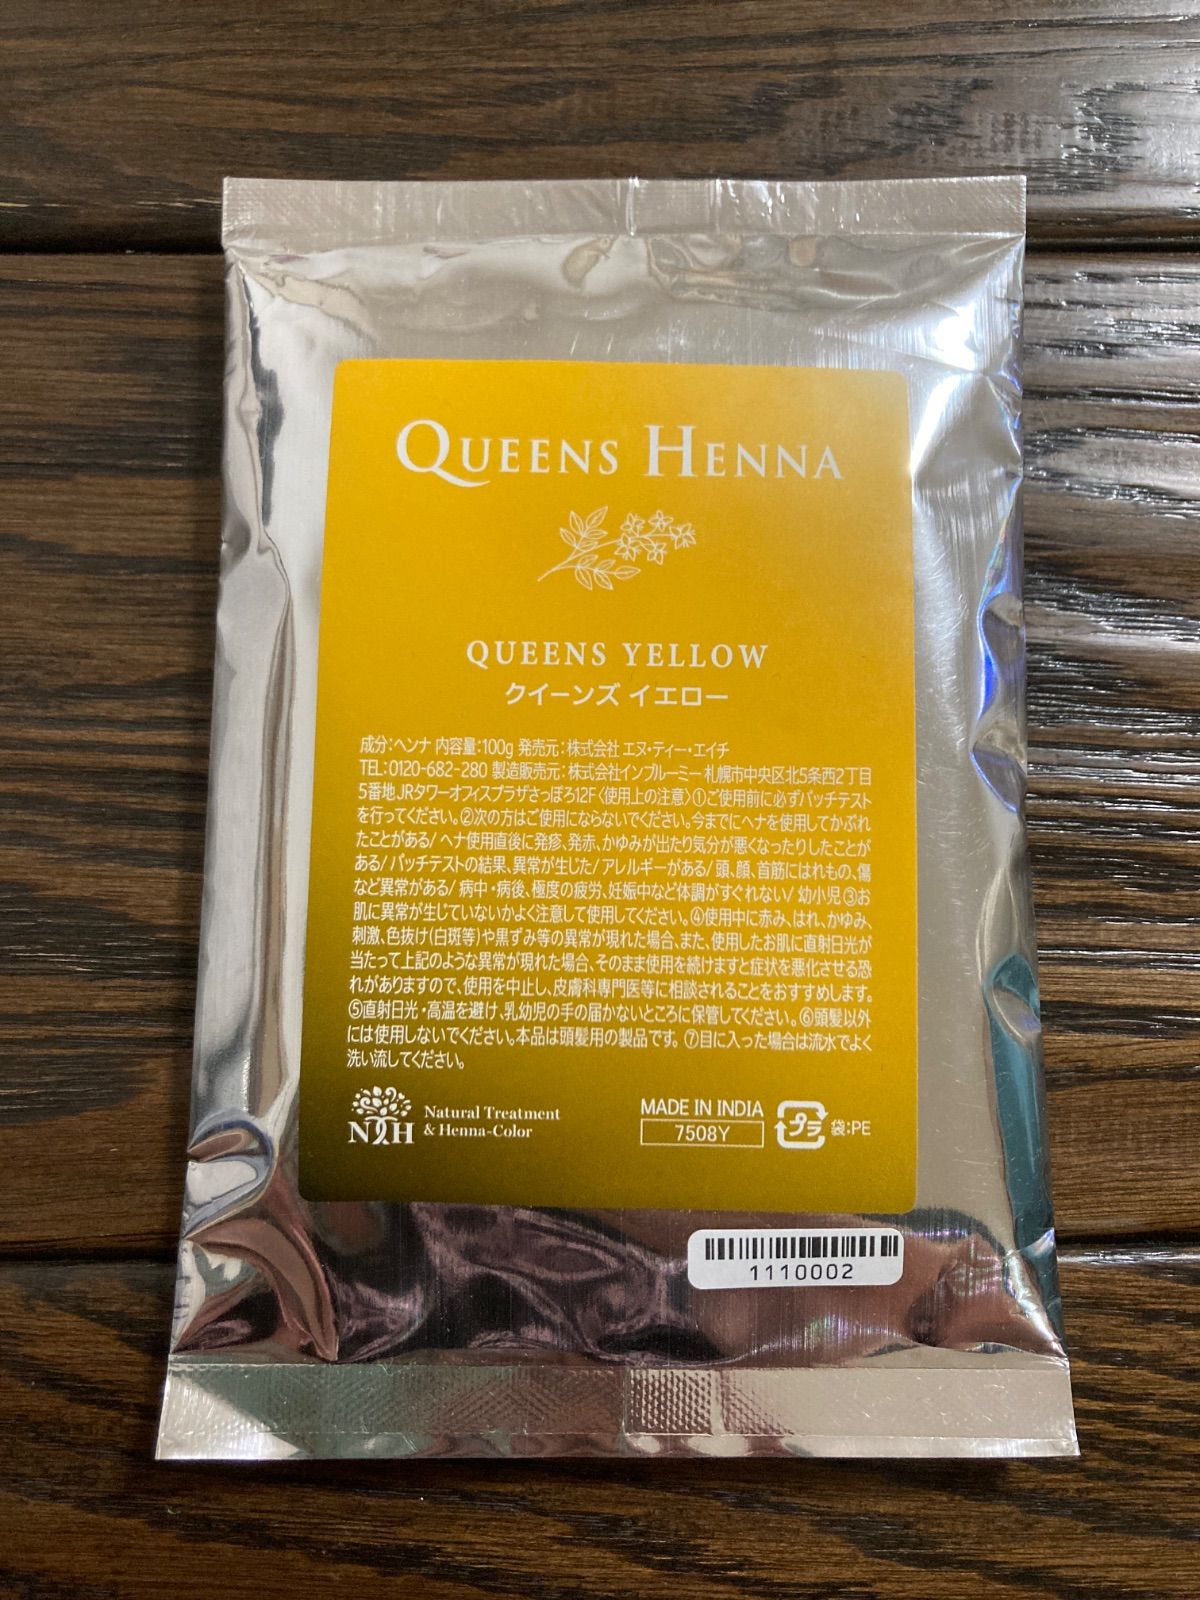 QUEENS HENNA
QUEENS YELLOW
クイーンズ イエロー
成分:ヘンナ 内容量:100g 発売元:株式会社 エヌ・ティー・エイチ
TEL:0120-682-280 製造販売元:株式会社インブルーミー 札幌市中央区北5条西2丁目
5番地JRタワーオフィスプラザさっぽろ12F〈使用上の注意〉①ご使用前に必ずパッチテスト
を行ってください。②次の方はご使用にならないでください。今までにヘナを使用してかぶれ
たことがある/ ヘナ使用直後に発疹、発赤、かゆみが出たり気分が悪くなったりしたことが
ある/ パッチテストの結果、異常が生じた/ アレルギーがある/ 頭、顔、首筋にはれもの、傷
など異常がある/ 病中・病後、極度の疲労、妊娠中など体調がすぐれない/ 幼小児③お
肌に異常が生じていないかよく注意して使用してください。④使用中に赤み、はれ、かゆみ、
刺激、色抜け(白斑等)や黒ずみ等の異常が現れた場合、また、使用したお肌に直射日光が
当たって上記のような異常が現れた場合、そのまま使用を続けますと症状を悪化させる恐
れがありますので、使用を中止し、皮膚科専門医等に相談されることをおすすめします。
⑤直射日光・高温を避け、乳幼児の手の届かないところに保管してください。⑥頭髪以外
には使用しないでください。本品は頭髪用の製品です。⑦目に入った場合は流水でよく
洗い流してください。
NTH
Natural Treatment
& Henna-Color
MADE IN INDIA
7508Y
プラ
袋:PE
1110002